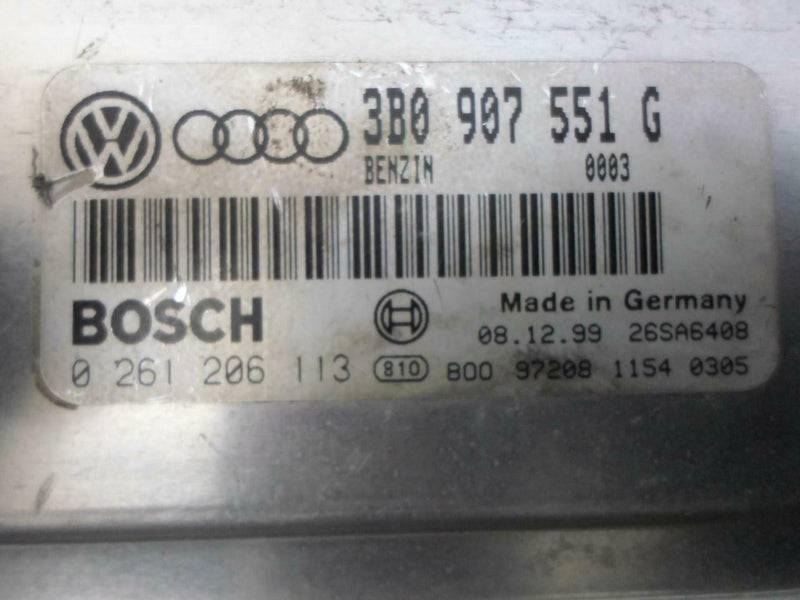 3B0 907 551 G
BENZIN 0003
BOSCH
Made in Germany
08.12.99 26SA6408
0 261 206 113 810 B00 97208 1154 0305